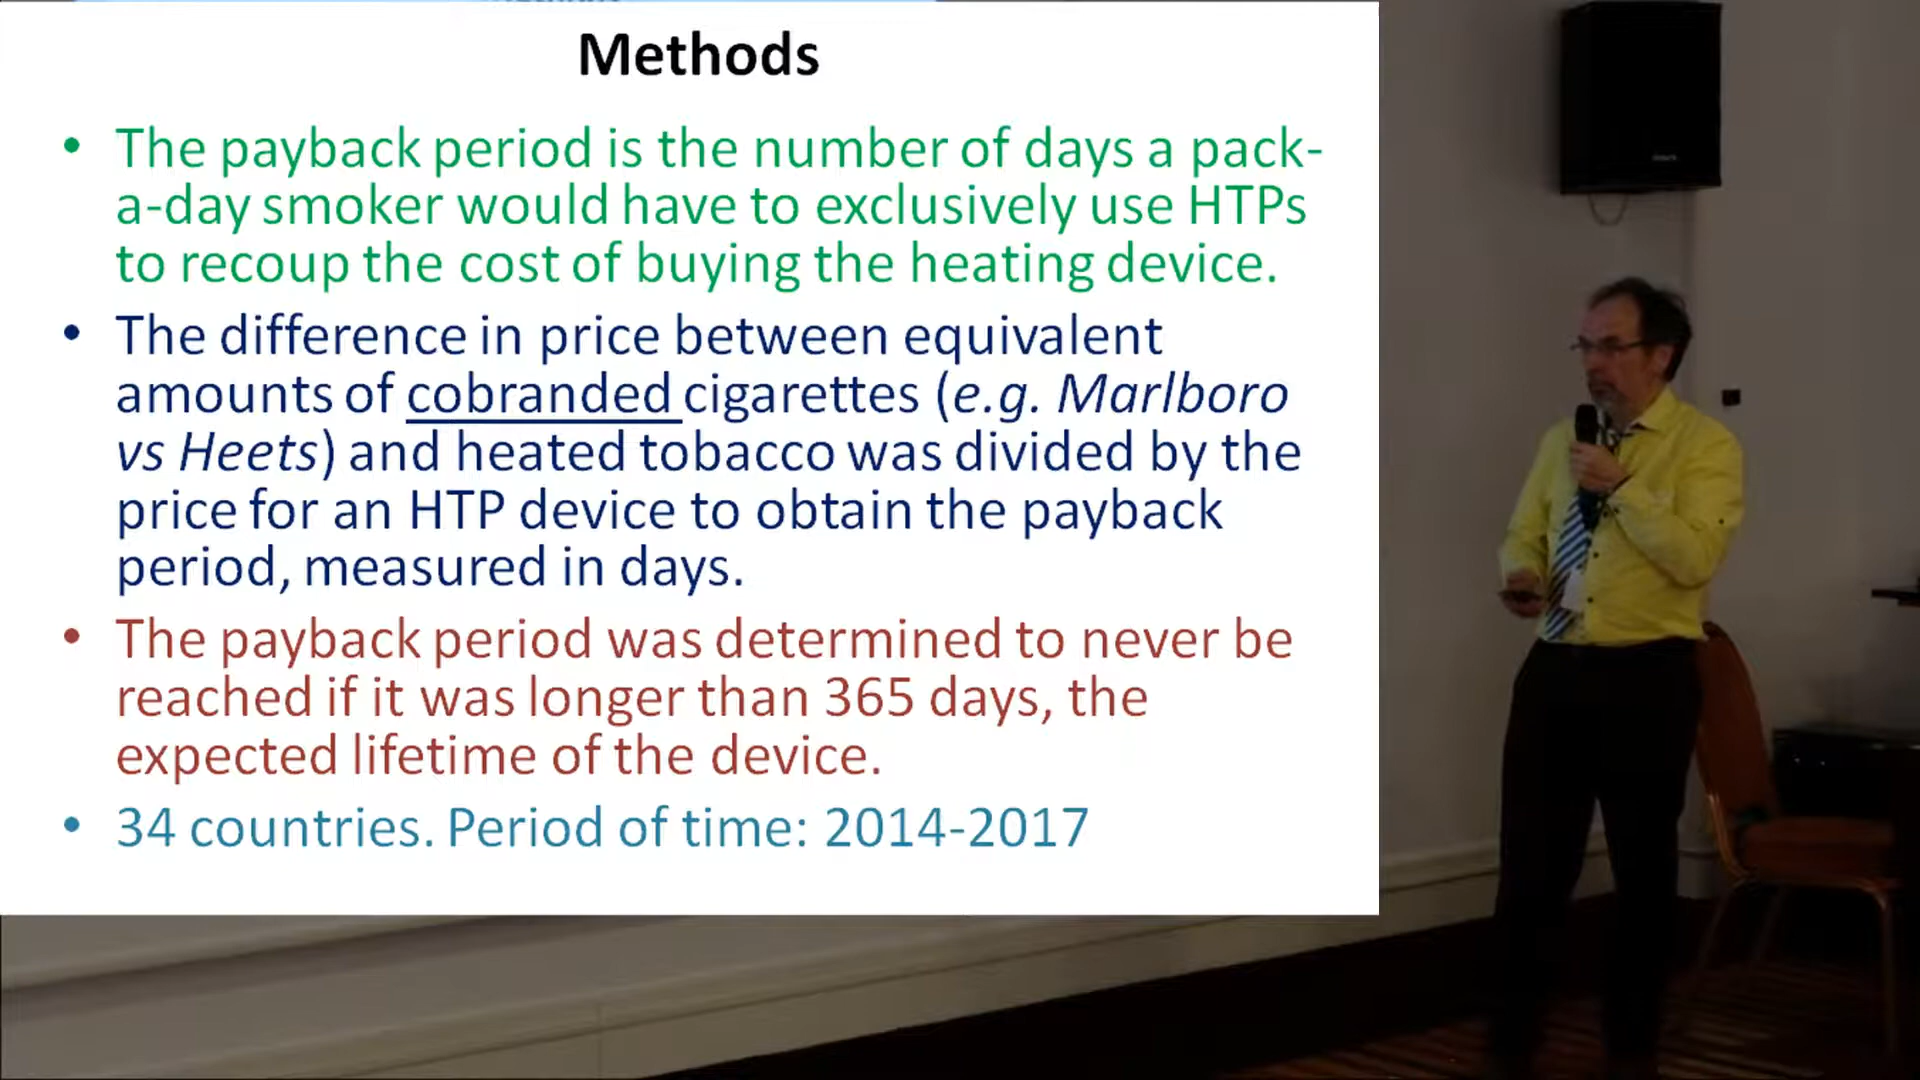 Methods
• The payback period is the number of days a pack-
a-day smoker would have to exclusively use HTPs
to recoup the cost of buying the heating device.
• The difference in price between equivalent
amounts of cobranded cigarettes (e.g. Marlboro
vs Heets) and heated tobacco was divided by the
price for an HTP device to obtain the payback
period, measured in days.
• The payback period was determined to never be
reached if it was longer than 365 days, the
expected lifetime of the device.
• 34 countries. Period of time: 2014-2017